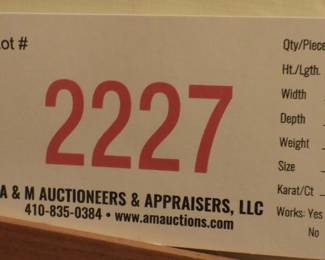 Lot #
2227
A & M AUCTIONEERS & APPRAISERS, LLC
410-835-0384 • www.amauctions.com
Qty/Piece
Ht./Lgth.
Width
Depth
Weight
Size
Karat/Ct
Works: Yes
No